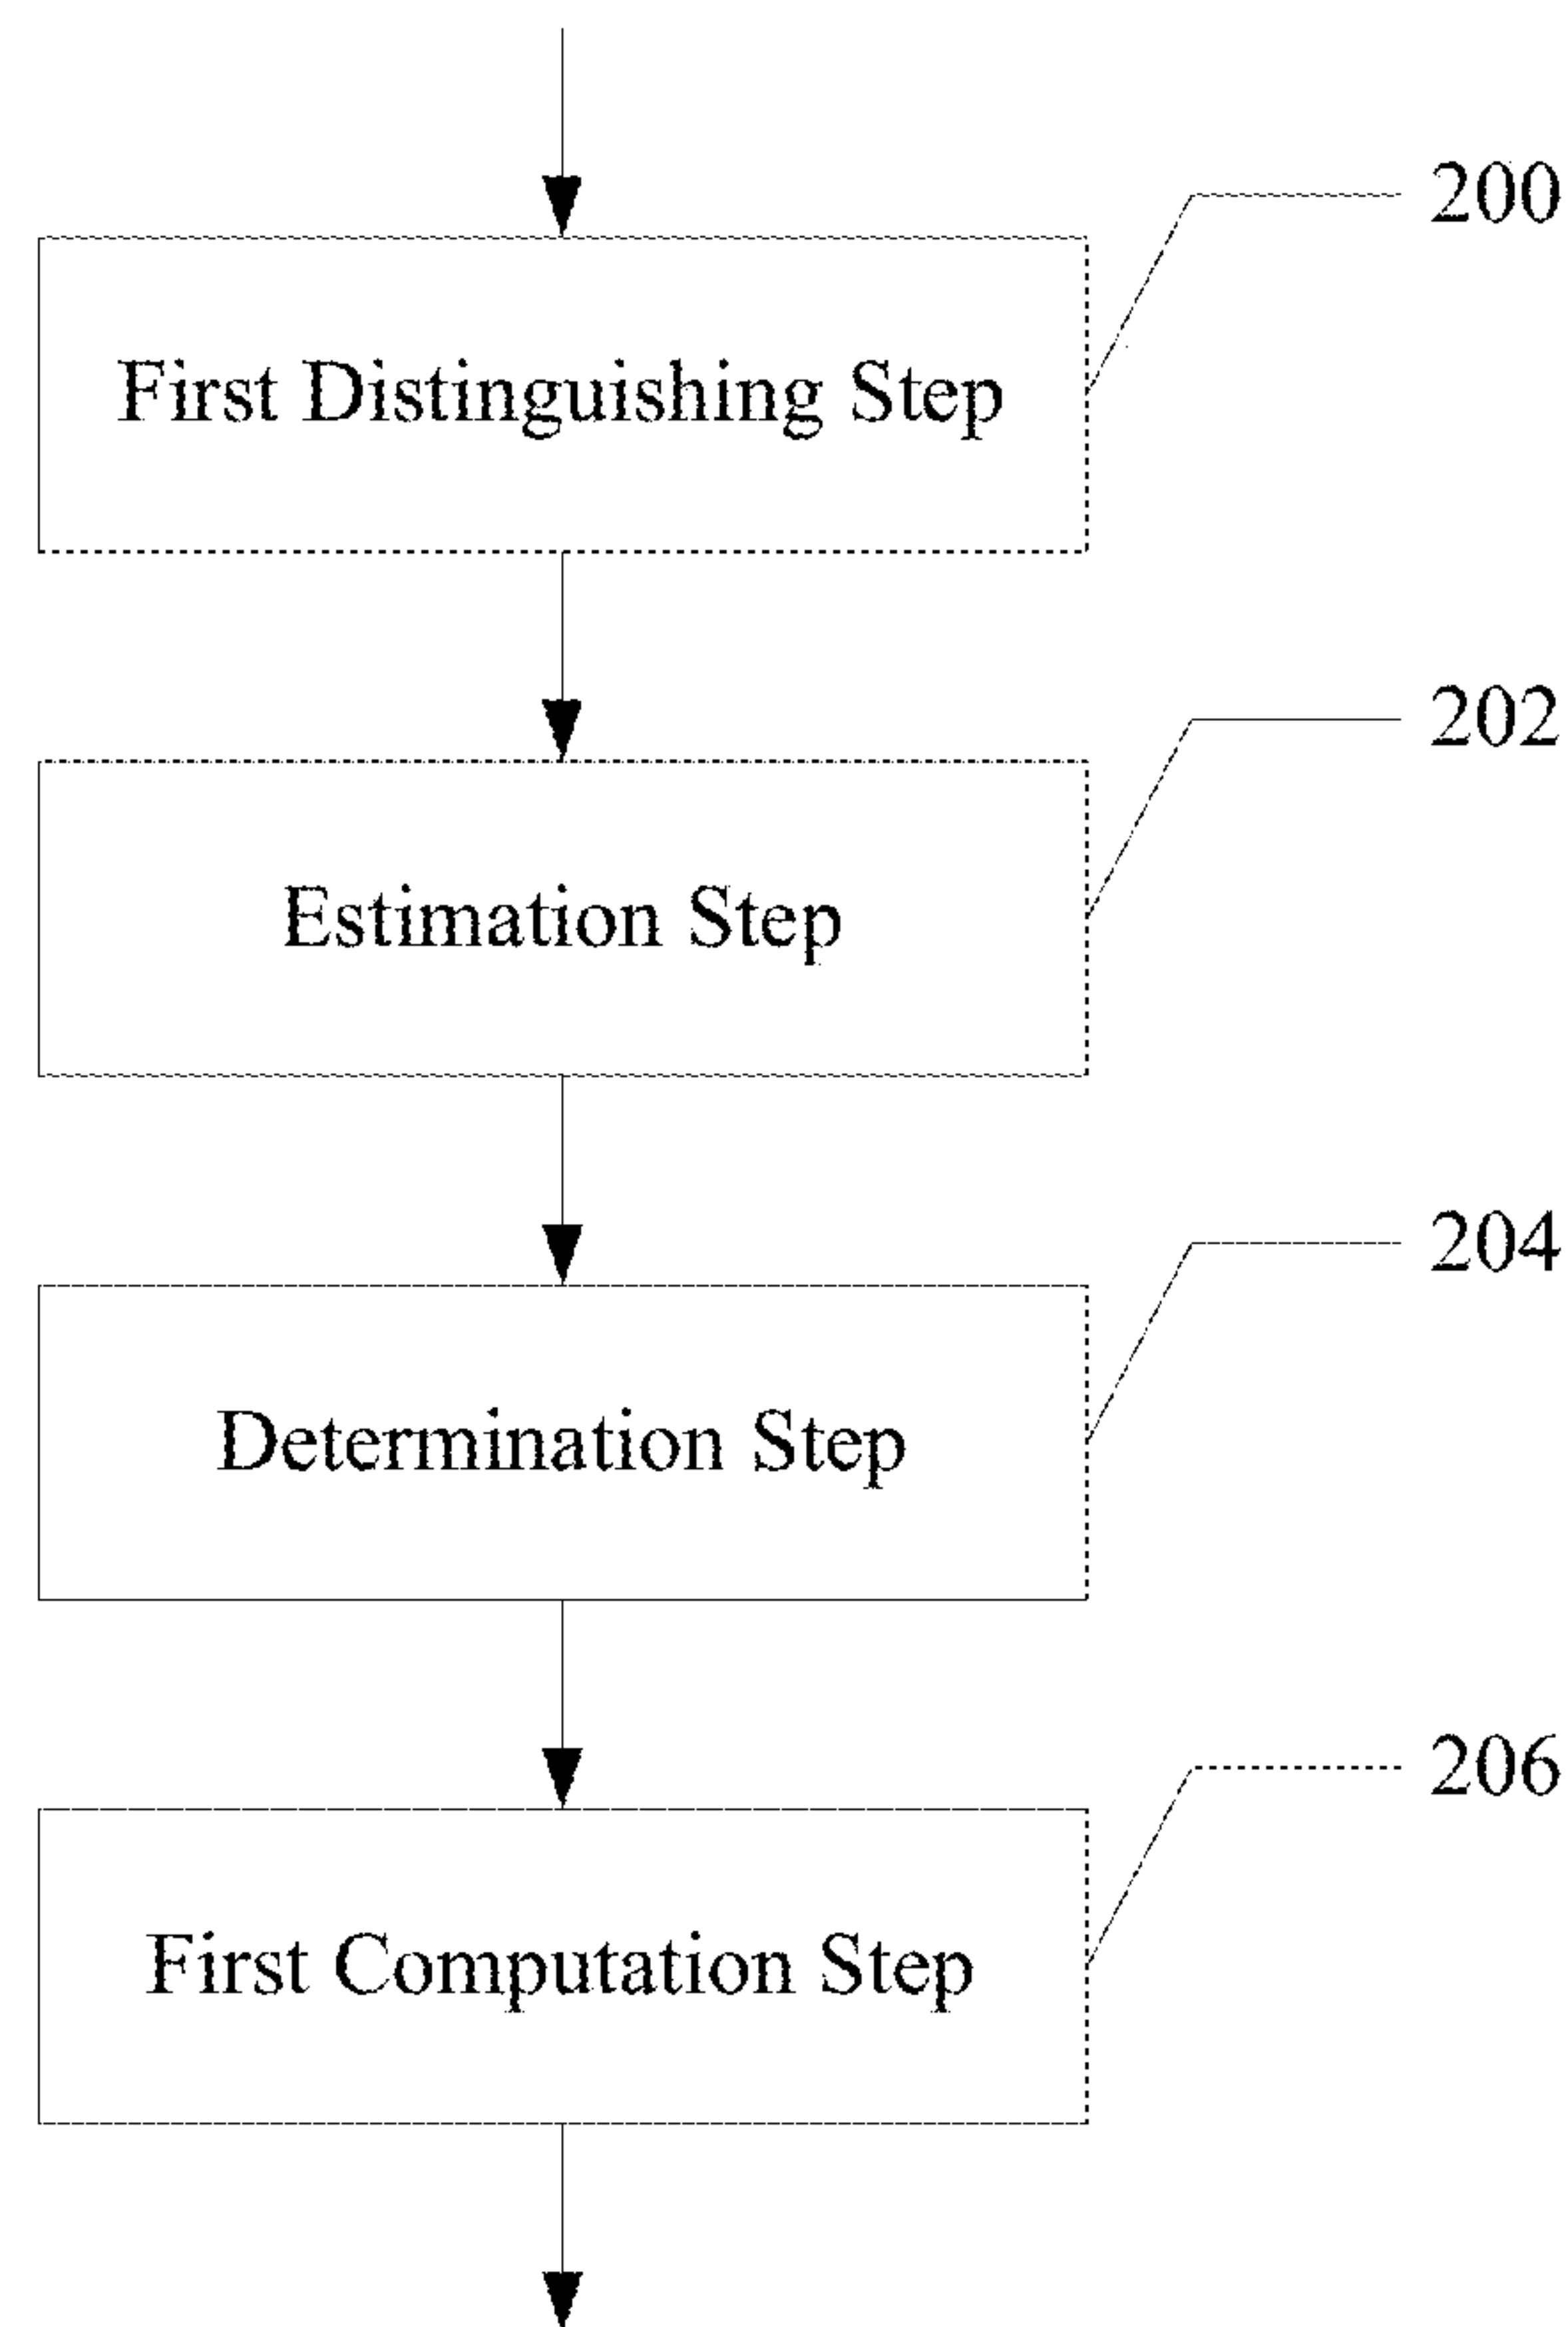 200
First Distinguishing Step
202
Estimation Step
204
Determination Step
206
First Computation Step